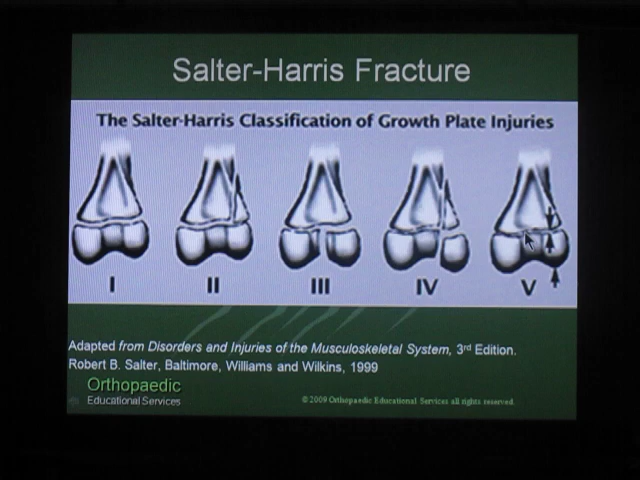 Salter-Harris Fracture
The Salter-Harris Classification of Growth Plate Injuries
I II III IV V
Adapted from Disorders and Injuries of the Musculoskeletal System, 3rd Edition.
Robert B. Salter, Baltimore, Williams and Wilkins, 1999
Orthopaedic
Educational Services
© 2009 Orthopaedic Educational Services all rights reserved.